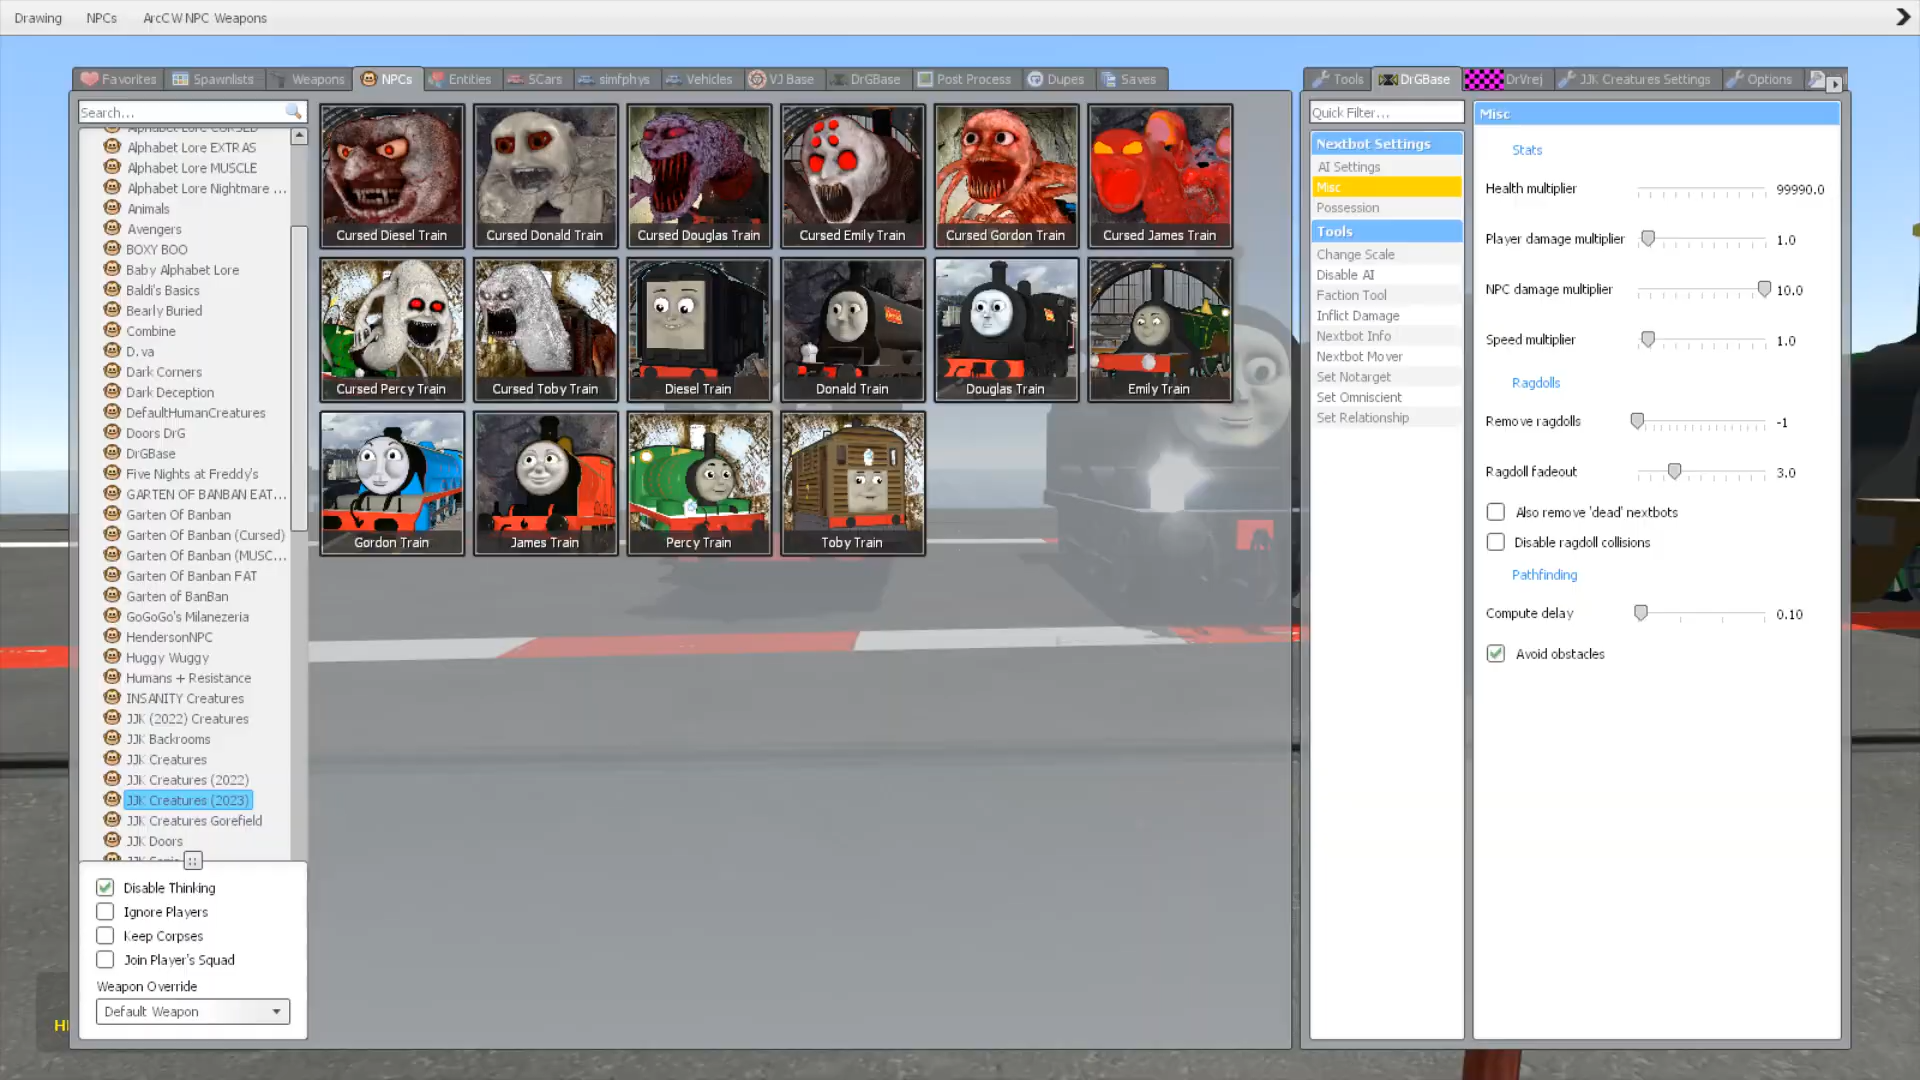 Drawing NPCs ArcCW NPC Weapons
Favorites Spawnlists Weapons NPCs Entities SCars simfphys Vehicles VJ Base DrGBase Post Process Dupes Saves
Search...
Alphabet Lore CURSED
Alphabet Lore EXTRAS
Alphabet Lore MUSCLE
Alphabet Lore Nightmare ...
Animals
Avengers
BOXY BOO
Baby Alphabet Lore
Baldi's Basics
Bearly Buried
Combine
D.va
Dark Corners
Dark Deception
DefaultHumanCreatures
Doors DrG
DrGBase
Five Nights at Freddy's
GARTEN OF BANBAN EAT...
Garten Of Banban
Garten Of Banban (Cursed)
Garten Of Banban (MUSC...
Garten Of Banban FAT
Garten of BanBan
GoGoGo's Milanezeria
HendersonNPC
Huggy Wuggy
Humans + Resistance
INSANITY Creatures
JJK (2022) Creatures
JJK Backrooms
JJK Creatures
JJK Creatures (2022)
JJK Creatures (2023)
JJK Creatures Gorefield
JJK Doors
Disable Thinking
Ignore Players
Keep Corpses
Join Player's Squad
Weapon Override
Default Weapon
Cursed Diesel Train Cursed Donald Train Cursed Douglas Train Cursed Emily Train Cursed Gordon Train Cursed James Train
Cursed Percy Train Cursed Toby Train Diesel Train Donald Train Douglas Train Emily Train
Gordon Train James Train Percy Train Toby Train
Tools DrGBase DrVrej JJK Creatures Settings Options
Quick Filter...
Nextbot Settings
AI Settings
Misc
Possession
Tools
Change Scale
Disable AI
Faction Tool
Inflict Damage
Nextbot Info
Nextbot Mover
Set Notarget
Set Omniscient
Set Relationship
Misc
Stats
Health multiplier 99990.0
Player damage multiplier 1.0
NPC damage multiplier 10.0
Speed multiplier 1.0
Ragdolls
Remove ragdolls -1
Ragdoll fadeout 3.0
Also remove 'dead' nextbots
Disable ragdoll collisions
Pathfinding
Compute delay 0.10
Avoid obstacles